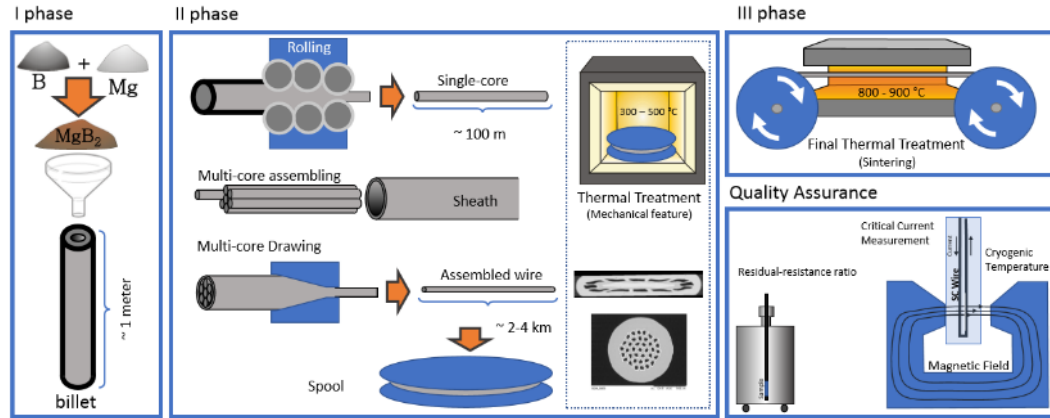 I phase
B + Mg
MgB₂
~ 1 meter
billet
II phase
Rolling
Single-core
~ 100 m
Multi-core assembling
Sheath
Multi-core Drawing
Assembled wire
~ 2-4 km
Spool
300 – 500 °C
Thermal Treatment
(Mechanical feature)
III phase
800 - 900 °C
Final Thermal Treatment
(Sintering)
Quality Assurance
Residual-resistance ratio
Sample
Critical Current
Measurement
Current
SC Wire
Cryogenic
Temperature
Magnetic Field